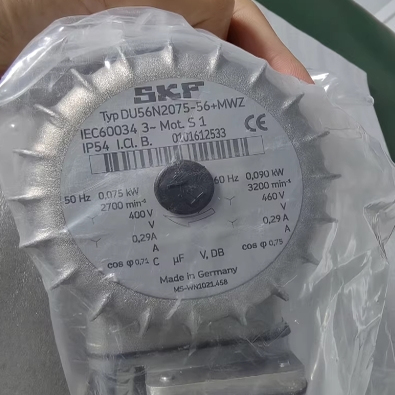 SKF
Typ DU56N2075-56+MWZ
IEC60034 3~ Mot. S 1
IP54 I.Cl. B. 0101612533
CE
50 Hz 0,075 kW 60 Hz 0,090 kW
2700 min⁻¹ 3200 min⁻¹
400 V 460 V
0,29A 0,29 A
A A
cos φ 0,71 C µF V, DB cos φ 0,75
Made in Germany